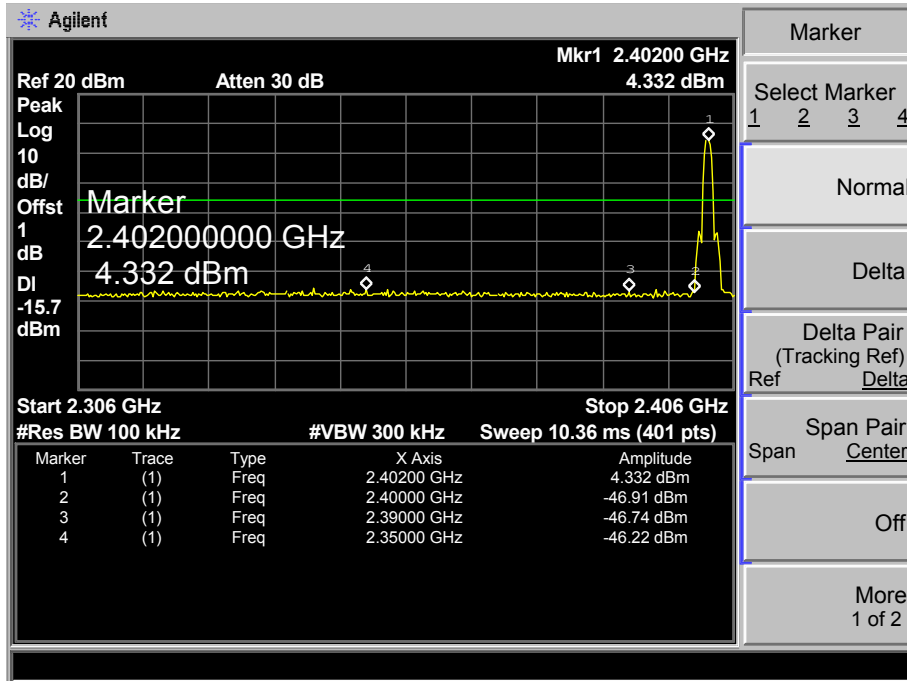 Agilent
Marker
Mkr1 2.40200 GHz
Ref 20 dBm Atten 30 dB 4.332 dBm
Peak
Log
10
dB/
Offst
1
dB
DI
-15.7
dBm
1
4
3
2
Marker
2.402000000 GHz
4.332 dBm
Start 2.306 GHz Stop 2.406 GHz
#Res BW 100 kHz #VBW 300 kHz Sweep 10.36 ms (401 pts)
Marker Trace Type X Axis Amplitude
1 (1) Freq 2.40200 GHz 4.332 dBm
2 (1) Freq 2.40000 GHz -46.91 dBm
3 (1) Freq 2.39000 GHz -46.74 dBm
4 (1) Freq 2.35000 GHz -46.22 dBm
Select Marker
1 2 3 4
Normal
Delta
Delta Pair
(Tracking Ref)
Ref Delta
Span Pair
Span Center
Off
More
1 of 2